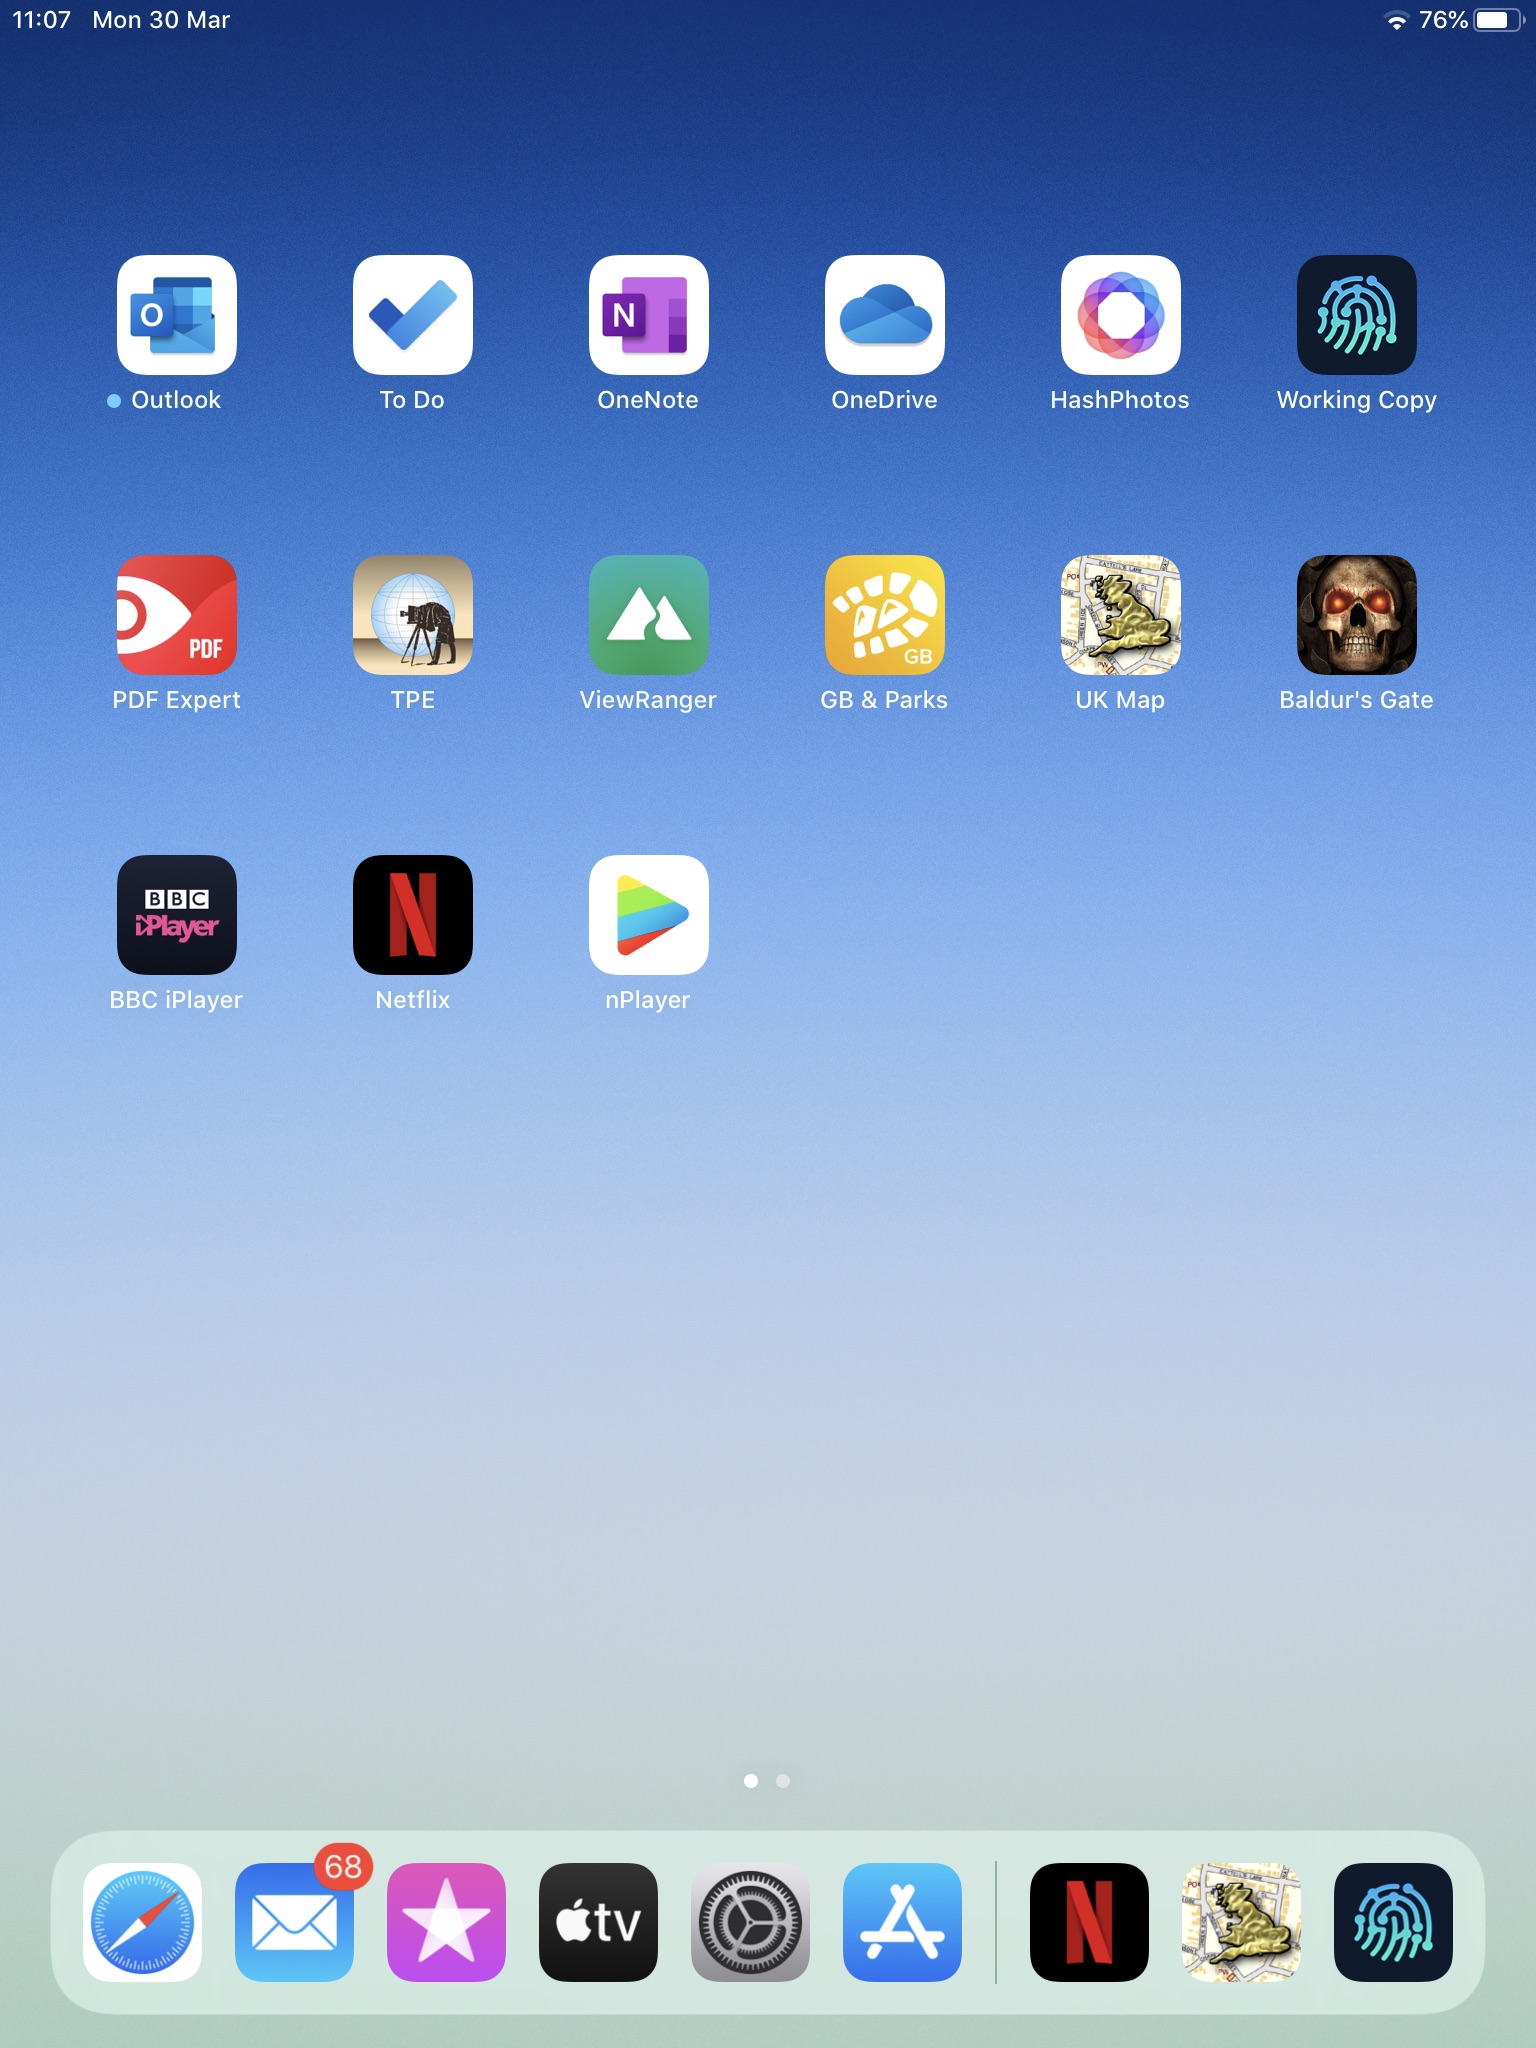 11:07 Mon 30 Mar 76%
O N
Outlook To Do OneNote OneDrive HashPhotos Working Copy
PDF GB
PDF Expert TPE ViewRanger GB & Parks UK Map Baldur's Gate
BBC
iPlayer
BBC iPlayer Netflix nPlayer
68
tv